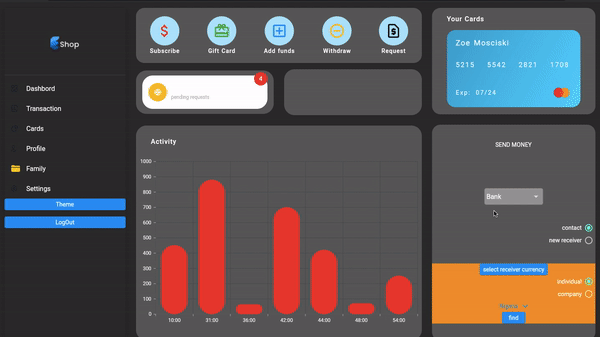 Shop
Dashbord
Transaction
Cards
Profile
Family
Settings
Theme
LogOut
Subscribe
Gift Card
Add funds
Withdraw
Request
4
pending requests
Activity
1000
900
800
700
600
500
400
300
200
100
0
10:00 31:00 36:00 42:00 44:00 48:00 54:00
Your Cards
Zoe Mosciski
5215 5542 2821 1709
Exp: 07/24
SEND MONEY
Bank
contact
new receiver
select receiver currency
individual
company
find